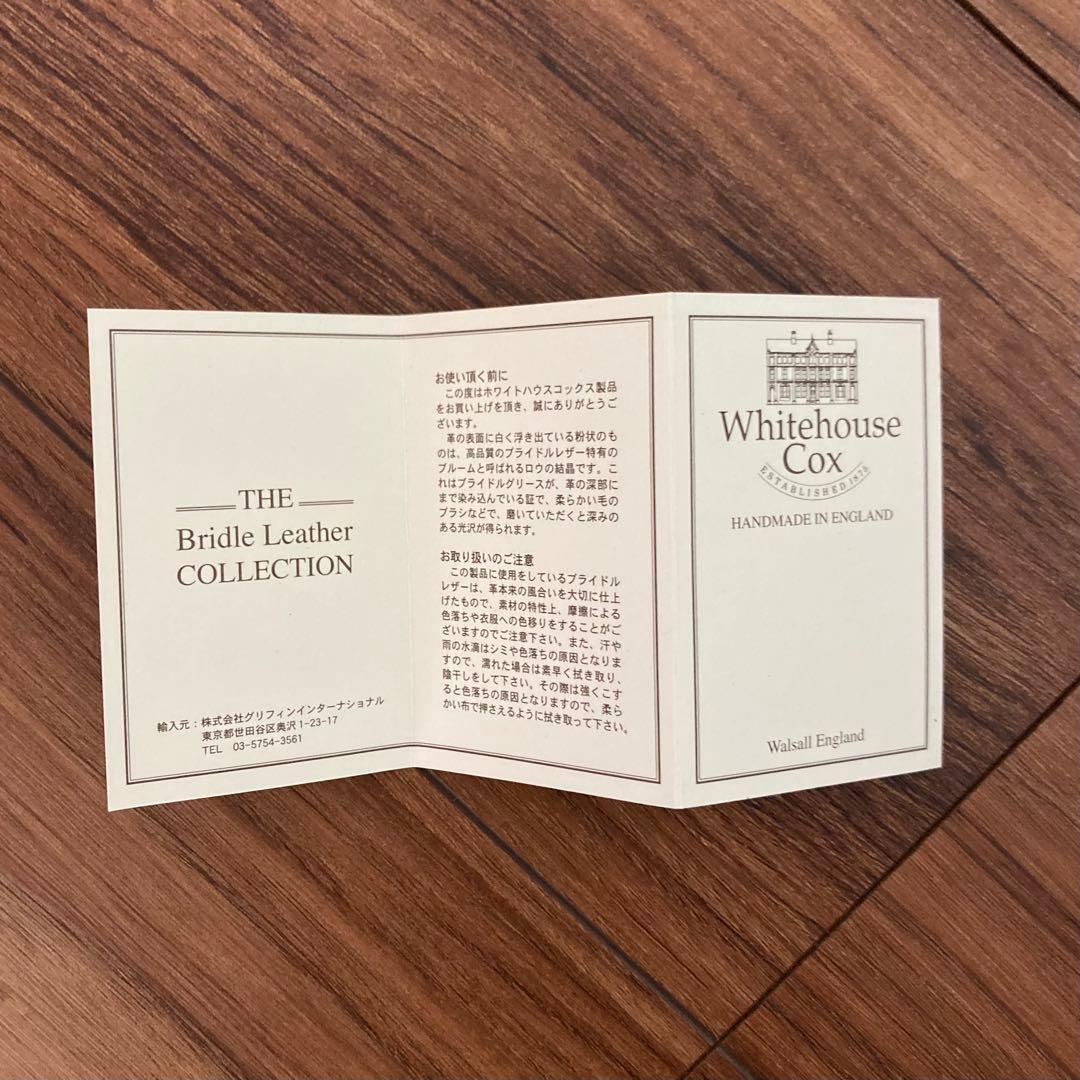 THE
Bridle Leather
COLLECTION
輸入元：株式会社グリフィンインターナショナル
東京都世田谷区奥沢1-23-17
TEL 03-5754-3561
お使い頂く前に
この度はホワイトハウスコックス製品
をお買い上げを頂き、誠にありがとうご
ざいます。
革の表面に白く浮き出ている粉状のも
のは、高品質のブライドルレザー特有の
ブルームと呼ばれるロウの結晶です。こ
れはブライドルグリースが、革の深部に
まで染み込んでいる証で、柔らかい毛の
ブラシなどで、磨いていただくと深みの
ある光沢が得られます。
お取り扱いのご注意
この製品に使用をしているブライドル
レザーは、革本来の風合いを大切に仕上
げたもので、素材の特性上、摩擦による
色落ちや衣服への色移りをすることがご
ざいますのでご注意下さい。また、汗や
雨の水滴はシミや色落ちの原因となりま
すので、濡れた場合は素早く拭き取り、
陰干しをして下さい。その際は強くこす
ると色落ちの原因となりますので、柔ら
かい布で押さえるように拭き取って下さい。
Whitehouse
Cox
ESTABLISHED 1875
HANDMADE IN ENGLAND
Walsall England